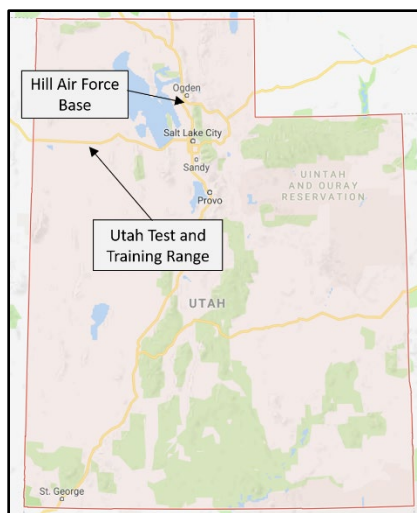 Hill Air Force
Base
Ogden
Salt Lake City
Sandy
UINTAH
AND OURAY
RESERVATION
Provo
Utah Test and
Training Range
UTAH
St. George